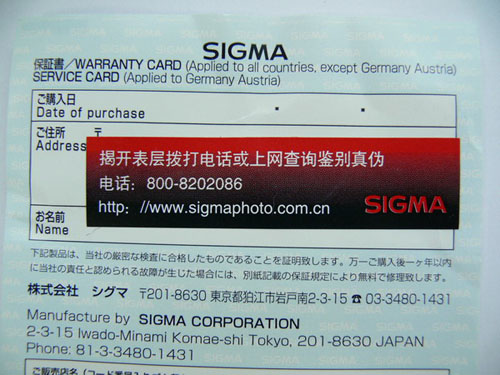 SIGMA
保証書／WARRANTY CARD (Applied to all countries, except Germany Austria)
SERVICE CARD (Applied to Germany Austria)
ご購入日
Date of purchase
ご住所 〒
Address
揭开表层拨打电话或上网查询鉴别真伪
电话：800-8202086
http：//www.sigmaphoto.com.cn
SIGMA
お名前
Name
下記製品は、当社の厳密な検査に合格したものであることを証明致します。万一ご購入後一ヶ年以内
に当社の責任と認められる故障が生じた場合には、別紙記載の保証規定により無料で修理致します。
株式会社 シグマ 〒201-8630 東京都狛江市岩戸南2-3-15 ☎ 03-3480-1431
Manufacture by SIGMA CORPORATION
2-3-15 Iwado-Minami Komae-shi Tokyo, 201-8630 JAPAN
Phone: 81-3-3480-1431